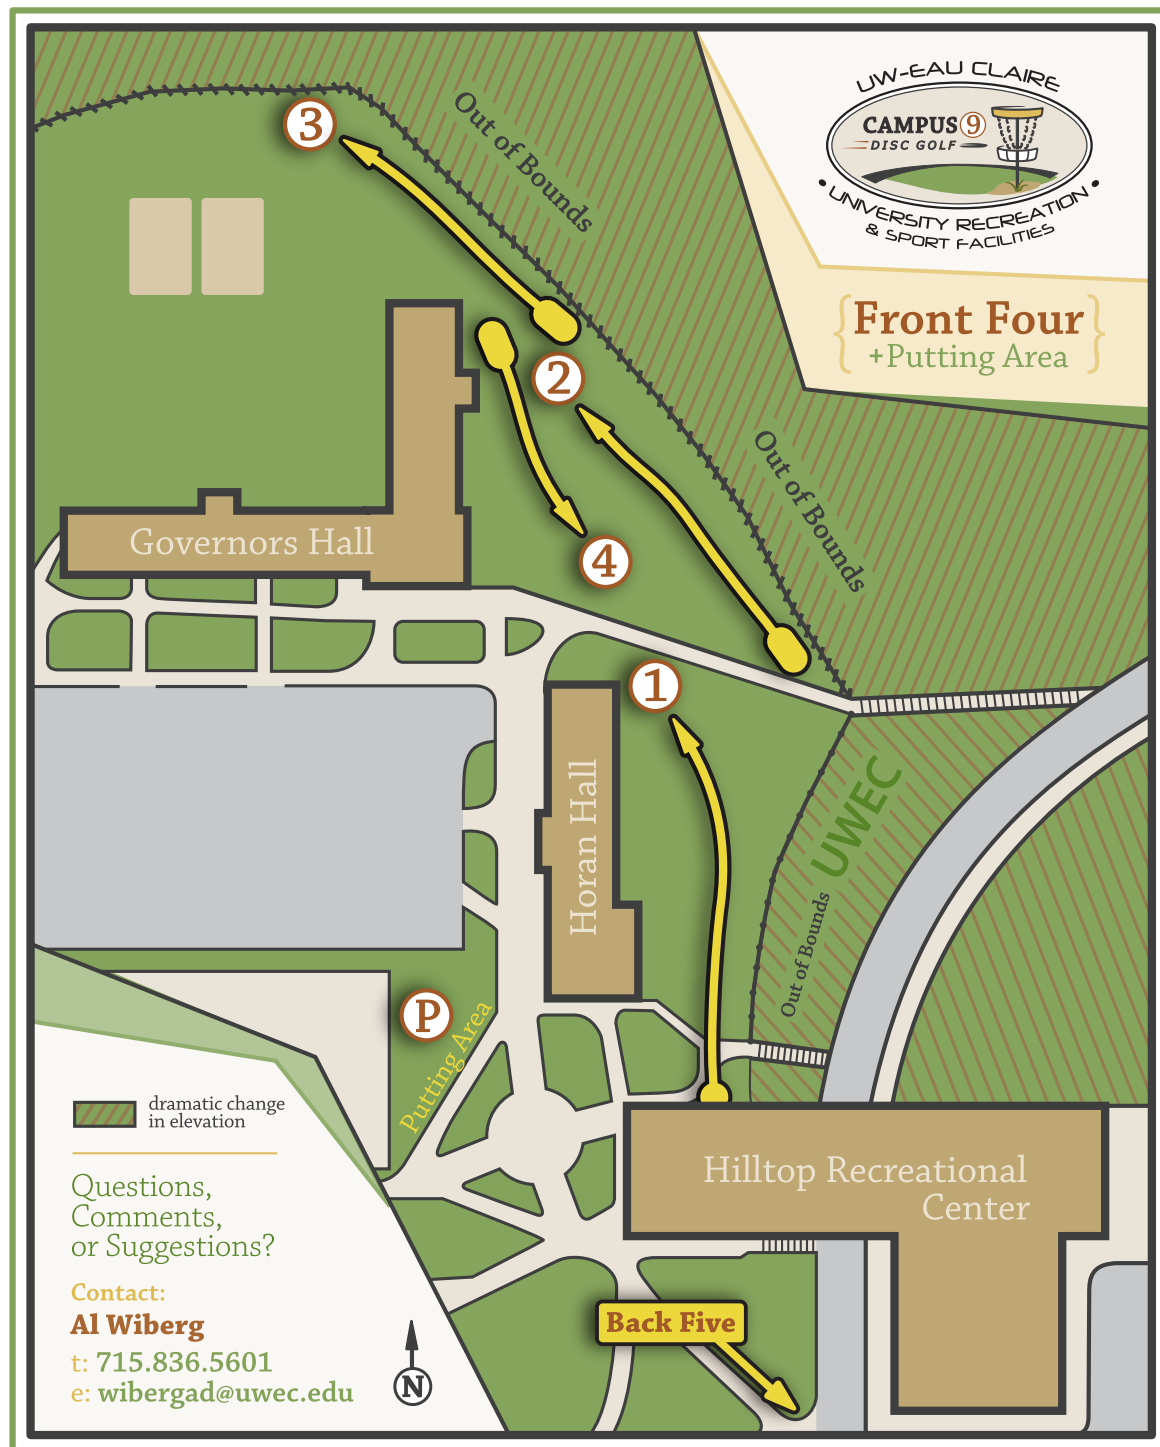 UW-EAU CLAIRE
CAMPUS 9
DISC GOLF
• UNIVERSITY RECREATION •
& SPORT FACILITIES
{Front Four}
+Putting Area
3
Out of Bounds
2
Out of Bounds
Governors Hall
4
1
Horan Hall
UWEC
Out of Bounds
P
Putting Area
Hilltop Recreational
Center
Back Five
dramatic change
in elevation
Questions,
Comments,
or Suggestions?
Contact:
Al Wiberg
t: 715.836.5601
e: wibergad@uwec.edu
N